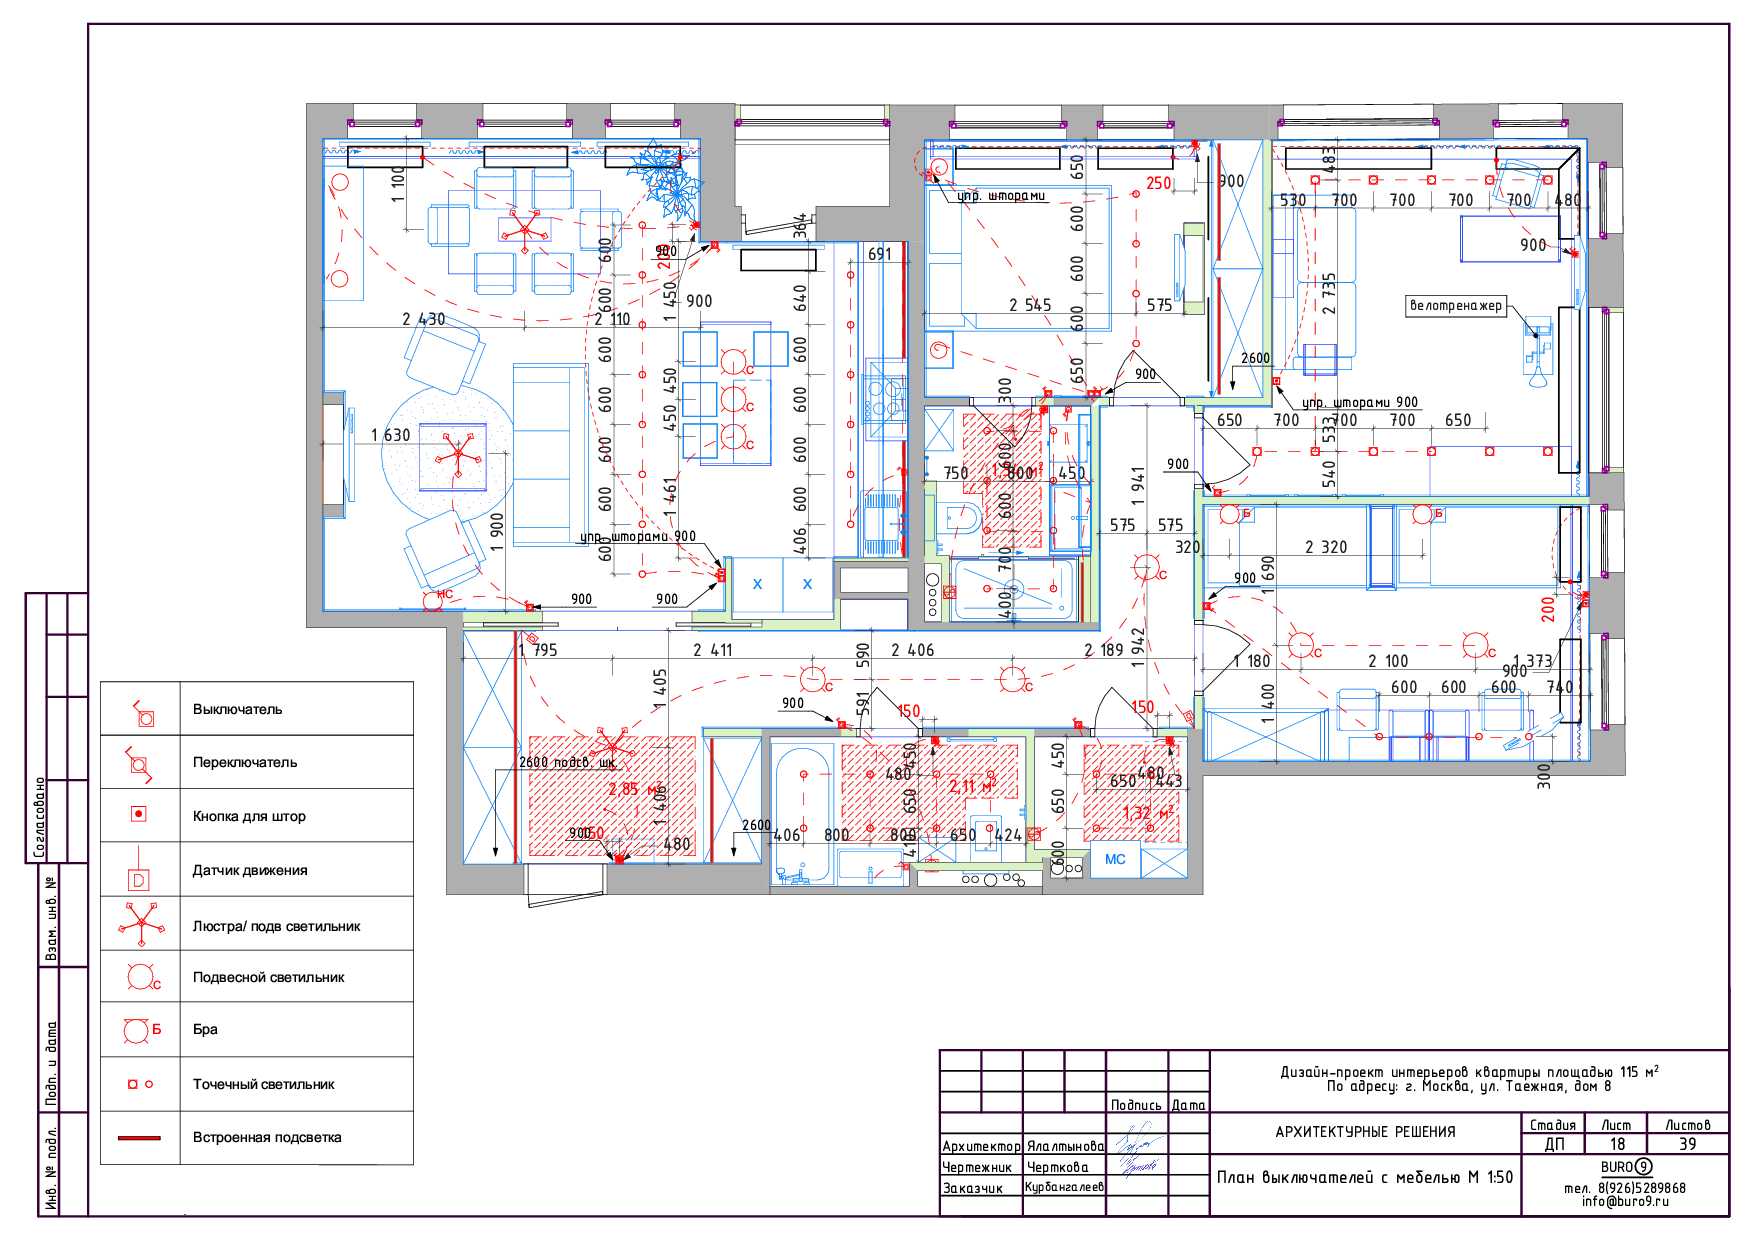 1 100
364
900
200
600
1 450
900
640
691
2 430
2 110
600
600
600
600
600
600
450
450
1 461
600
600
600
406
1 630
1 900
НС
упр. шторами 900
900
900
С
С
С
Х
Х
упр. шторами
650
250
900
600
600
600
650
2 545
575
2600
900
300
483
530
700
700
700
700
480
900
2 735
велотренажер
упр. шторами 900
650
700
533
700
700
650
540
900
750
600
800
450
600
700
400
1 941
575
575
С
1 942
Б
Б
320
2 320
900
1 690
200
С
С
1 180
2 100
1 373
900
600
600
600
740
1 400
300
1 795
2 411
590
2 406
2 189
1 405
591
С
С
900
150
150
2600 подсв. шк.
2,85 м²
1 406
900
480
2600
450
480
2,11 м²
650
406
800
800
650
424
450
480
650
443
650
1,32 м²
600
МС
Выключатель
Переключатель
Кнопка для штор
D
Датчик движения
Люстра/ подв светильник
С
Подвесной светильник
Б
Бра
Точечный светильник
Встроенная подсветка
Согласовано
Взам. инв. №
Подп. и дата
Инв. № подл.
Дизайн-проект интерьеров квартиры площадью 115 м²
По адресу: г. Москва, ул. Таёжная, дом 8
Подпись Дата
АРХИТЕКТУРНЫЕ РЕШЕНИЯ
Стадия Лист Листов
ДП 18 39
Архитектор Ялалтынова
Чертежник Черткова
Заказчик Курбангалеев
План выключателей с мебелью М 1:50
BURO 9
тел. 8(926)5289868
info@buro9.ru